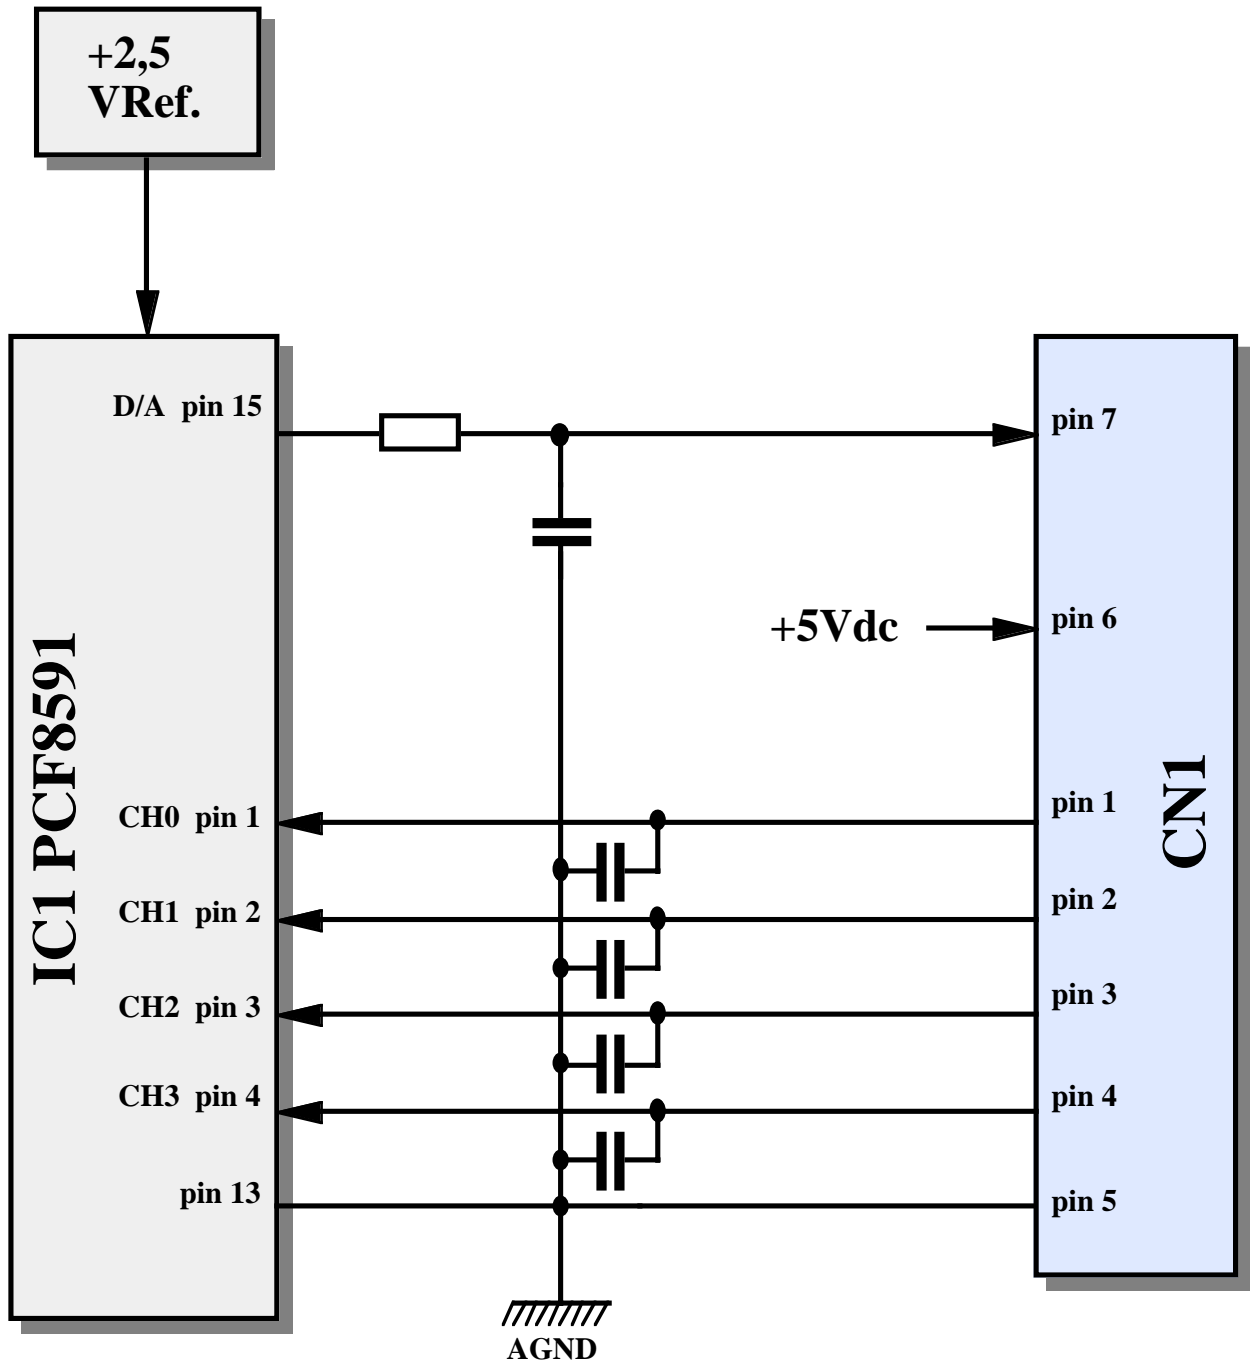 +2,5
VRef.
D/A pin 15
pin 7
+5Vdc
pin 6
IC1 PCF8591
CN1
CH0 pin 1
pin 1
CH1 pin 2
pin 2
CH2 pin 3
pin 3
CH3 pin 4
pin 4
pin 13
pin 5
AGND